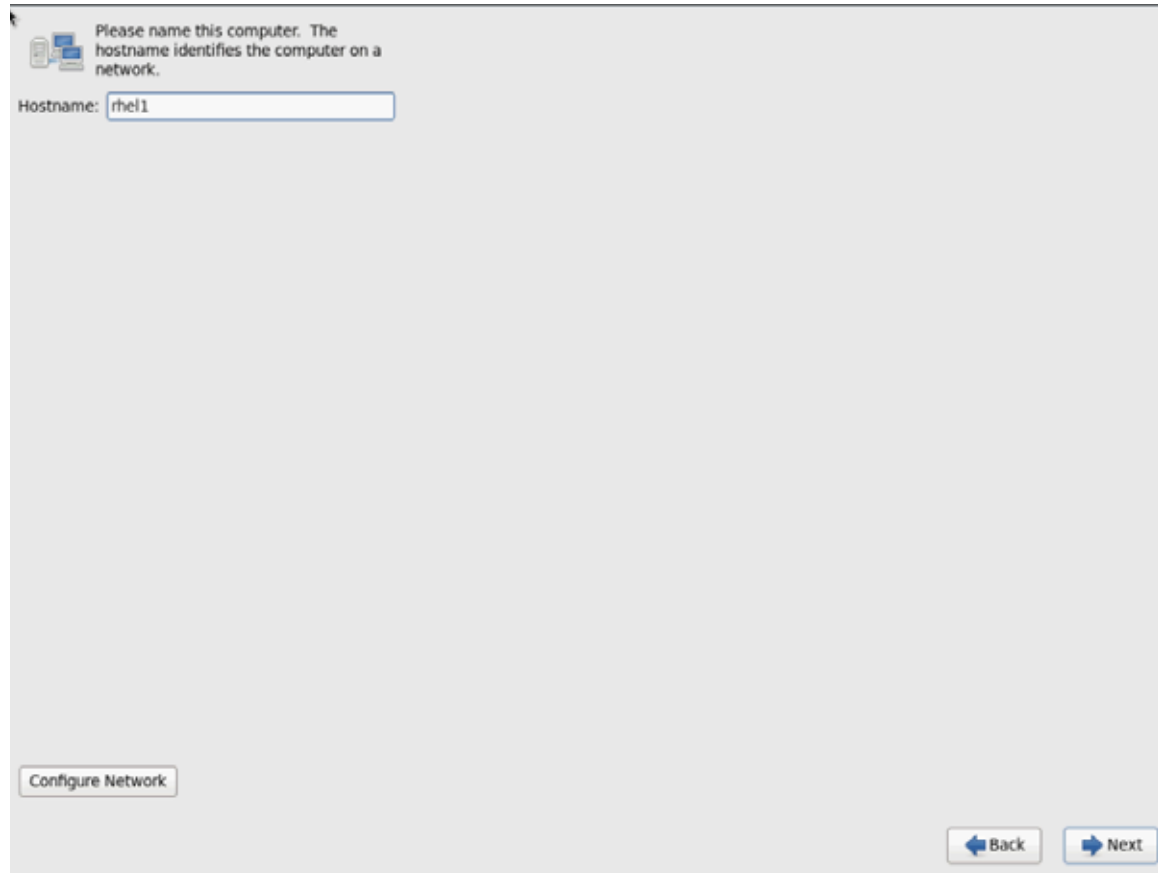 Please name this computer.  The
hostname identifies the computer on a
network.
Hostname: rhel1
Configure Network
Back
Next